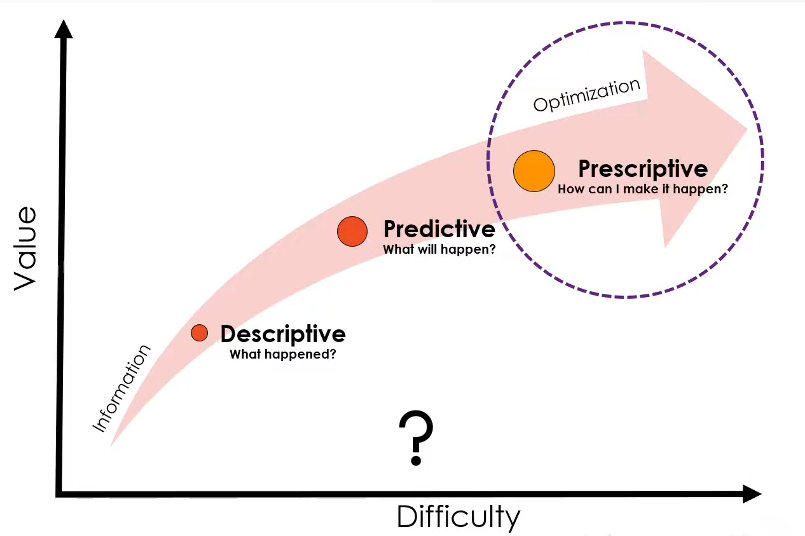 Optimization
Prescriptive
How can I make it happen?
Value
Predictive
What will happen?
Descriptive
What happened?
Information
?
Difficulty